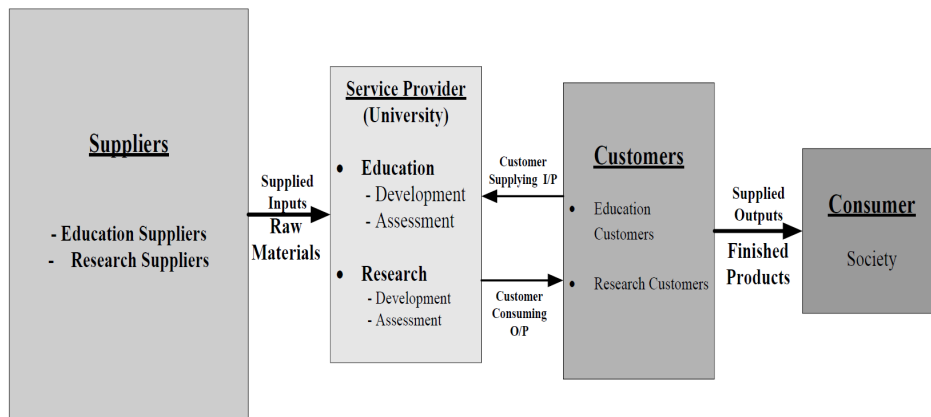 Suppliers
- Education Suppliers
- Research Suppliers
Supplied
Inputs
Raw
Materials
Service Provider
(University)
• Education
- Development
- Assessment
• Research
- Development
- Assessment
Customer
Supplying I/P
Customer
Consuming
O/P
Customers
• Education
Customers
• Research Customers
Supplied
Outputs
Finished
Products
Consumer
Society